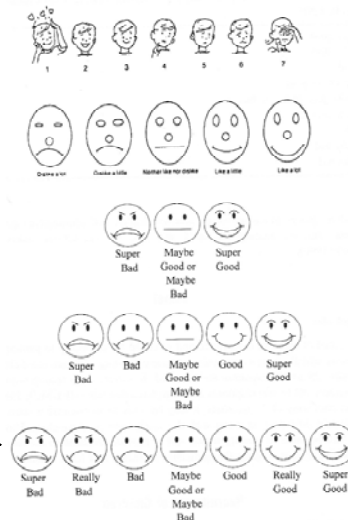 1 2 3 4 5 6 7
Dislike a lot Dislike a little Neither like nor dislike Like a little Like a lot
Super Maybe Super
Bad Good or Good
Maybe
Bad
Super Bad Maybe Good Super
Bad Good or Good
Maybe
Bad
Super Really Bad Maybe Good Really Super
Bad Bad Good or Good Good
Maybe
Bad